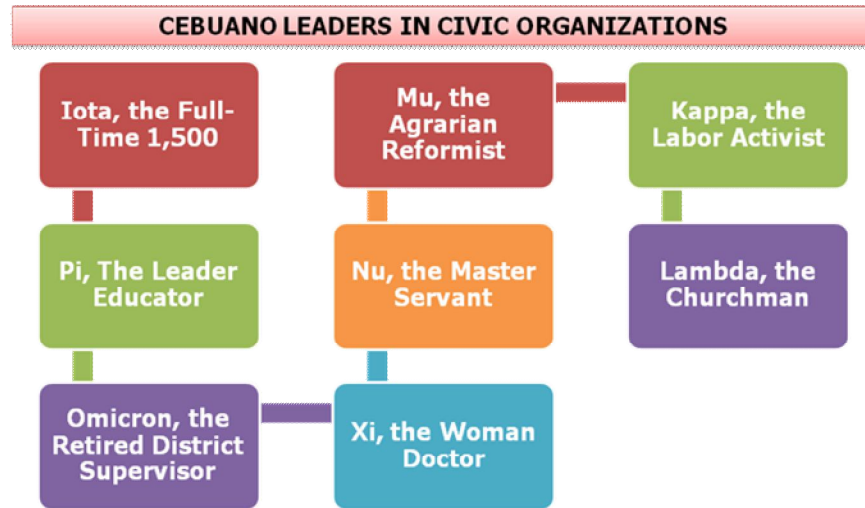 CEBUANO LEADERS IN CIVIC ORGANIZATIONS
Iota, the Full-
Time 1,500
Pi, The Leader
Educator
Omicron, the
Retired District
Supervisor
Xi, the Woman
Doctor
Nu, the Master
Servant
Mu, the
Agrarian
Reformist
Kappa, the
Labor Activist
Lambda, the
Churchman